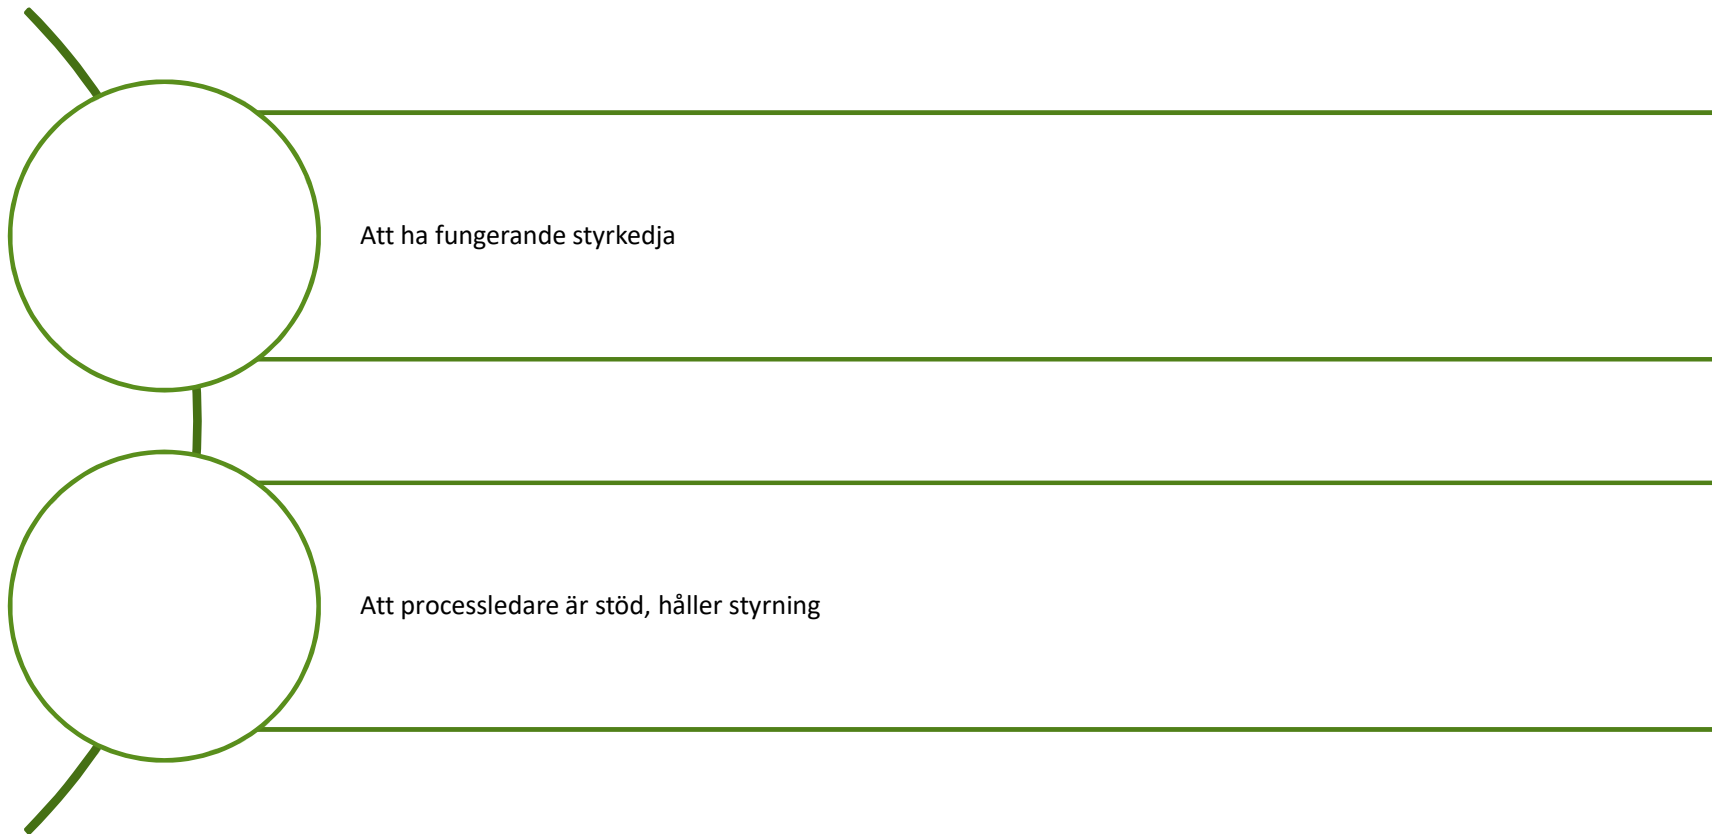 Att ha fungerande styrkedja
Att processledare är stöd, håller styrning